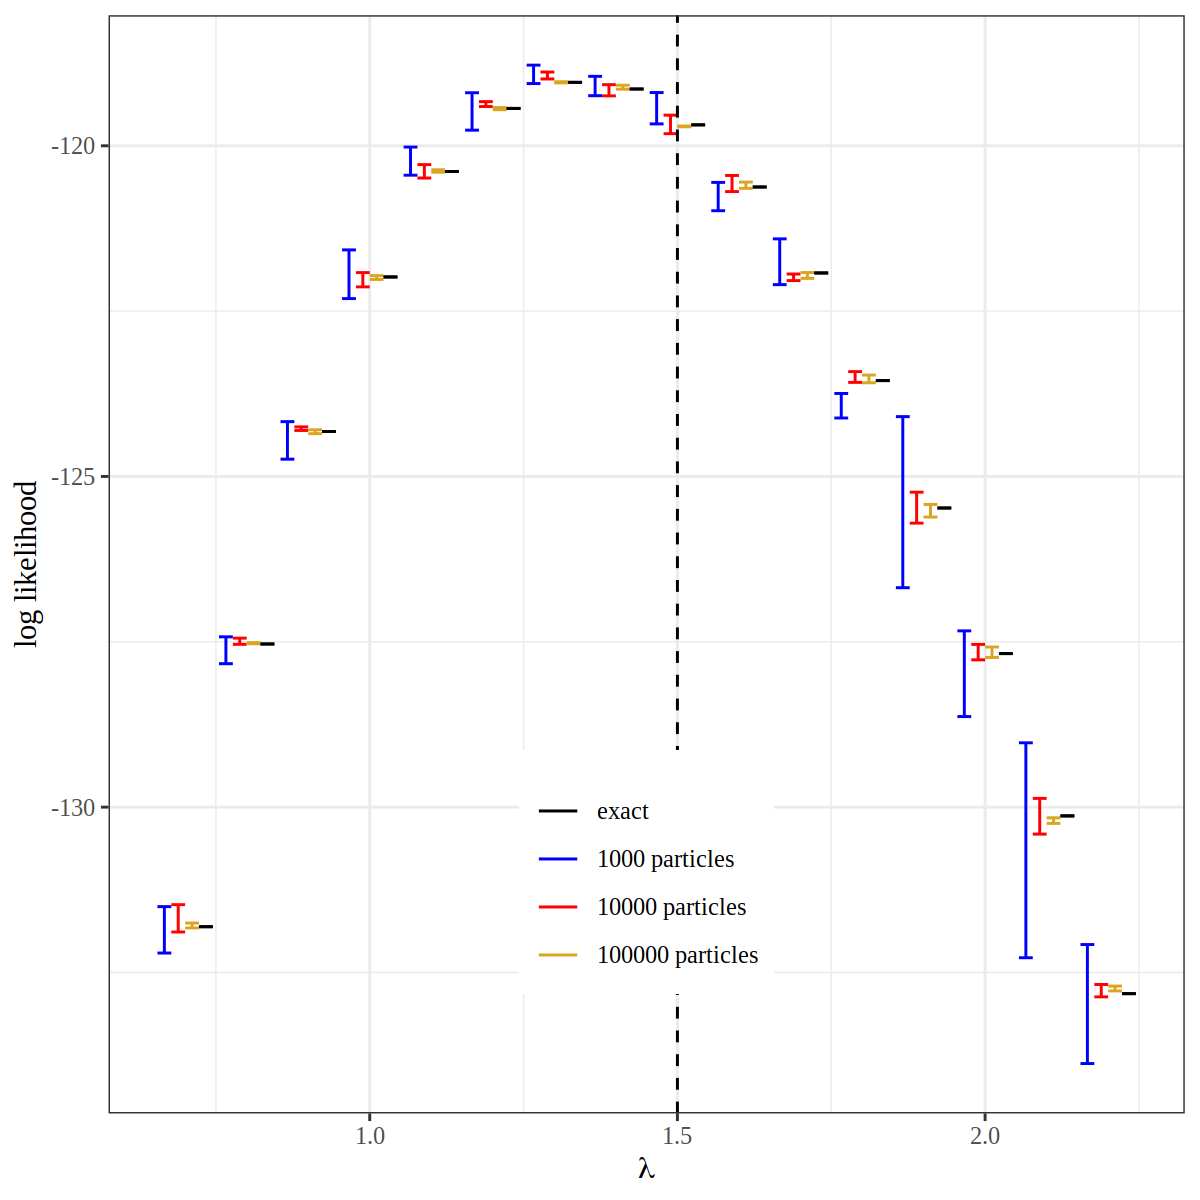 log likelihood
-120
-125
-130
exact
1000 particles
10000 particles
100000 particles
1.0
1.5
2.0
λ